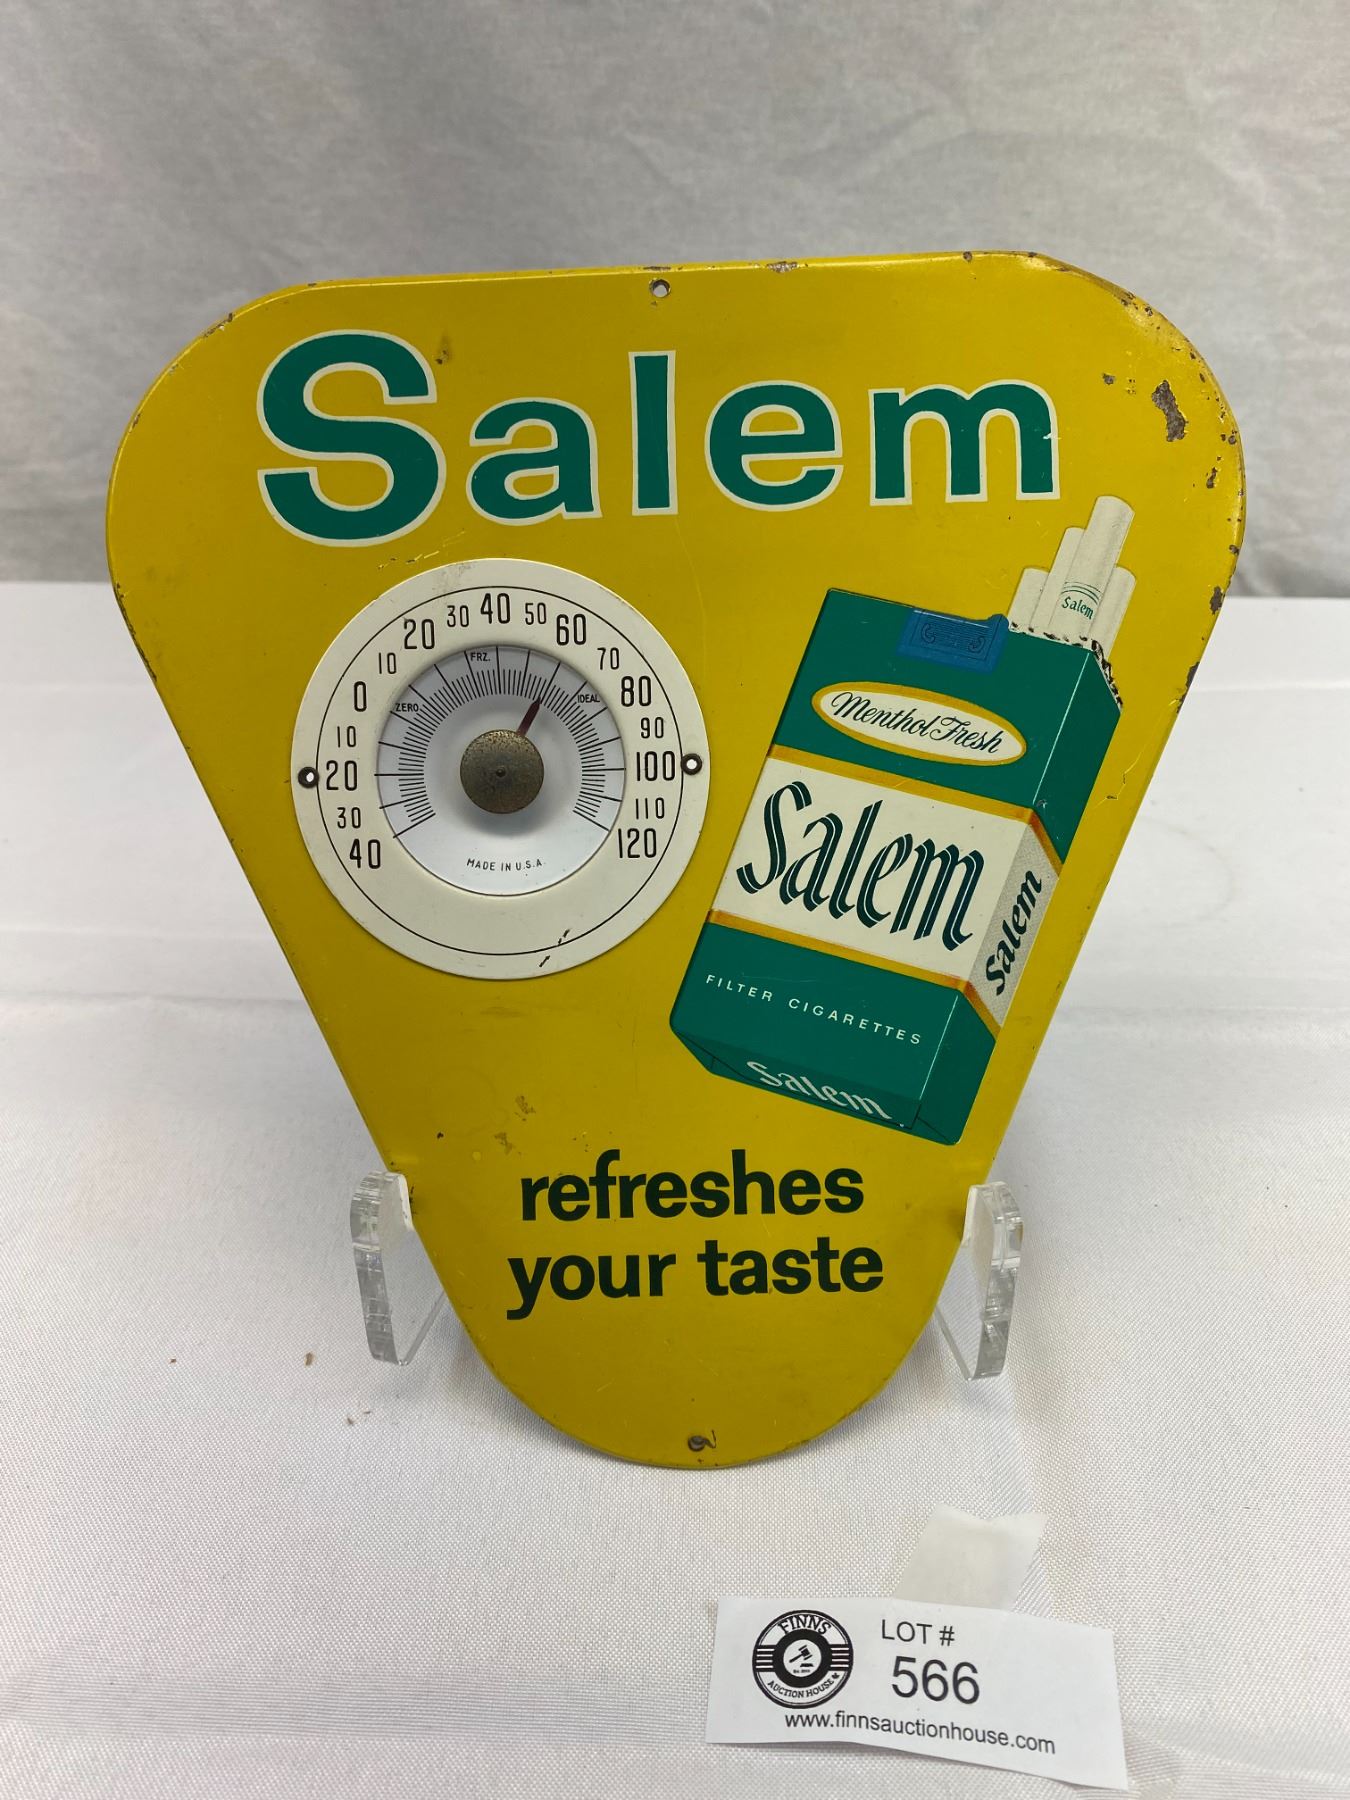 Salem
40
30
20
10
0
10
20
30
40
50
60
70
80
90
100
110
120
ZERO
FRZ.
IDEAL
MADE IN U.S.A.
Salem
Menthol Fresh
Salem
Salem
FILTER CIGARETTES
Salem
refreshes
your taste
FINNS
AUCTION HOUSE
LOT #
566
www.finnsauctionhouse.com